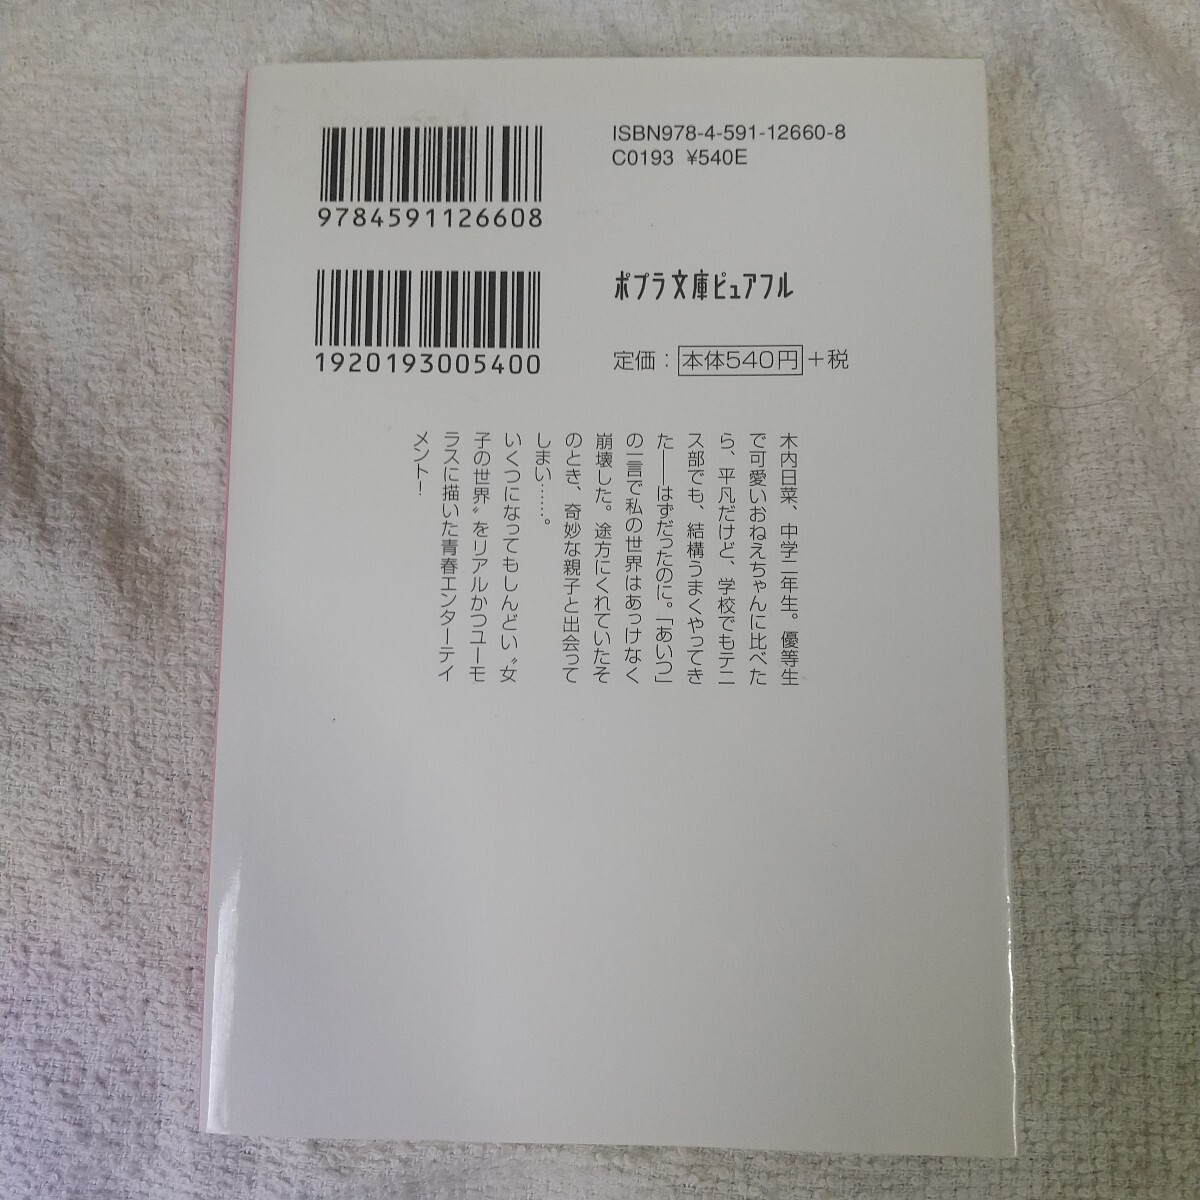 ISBN978-4-591-12660-8
C0193 ¥540E
9784591126608
ポプラ文庫ピュアフル
1920193005400
定価：本体540円+税
木内日菜、中学二年生。優等生
で可愛いおねえちゃんに比べた
ら、平凡だけど、学校でもテニ
ス部でも、結構うまくやってき
た――はずだったのに。「あいつ」
の一言で私の世界はあっけなく
崩壊した。途方にくれていたそ
のとき、奇妙な親子と出会って
しまい……。
いくつになってもしんどい〝女
子の世界〟をリアルかつユーモ
ラスに描いた青春エンターテイ
メント！